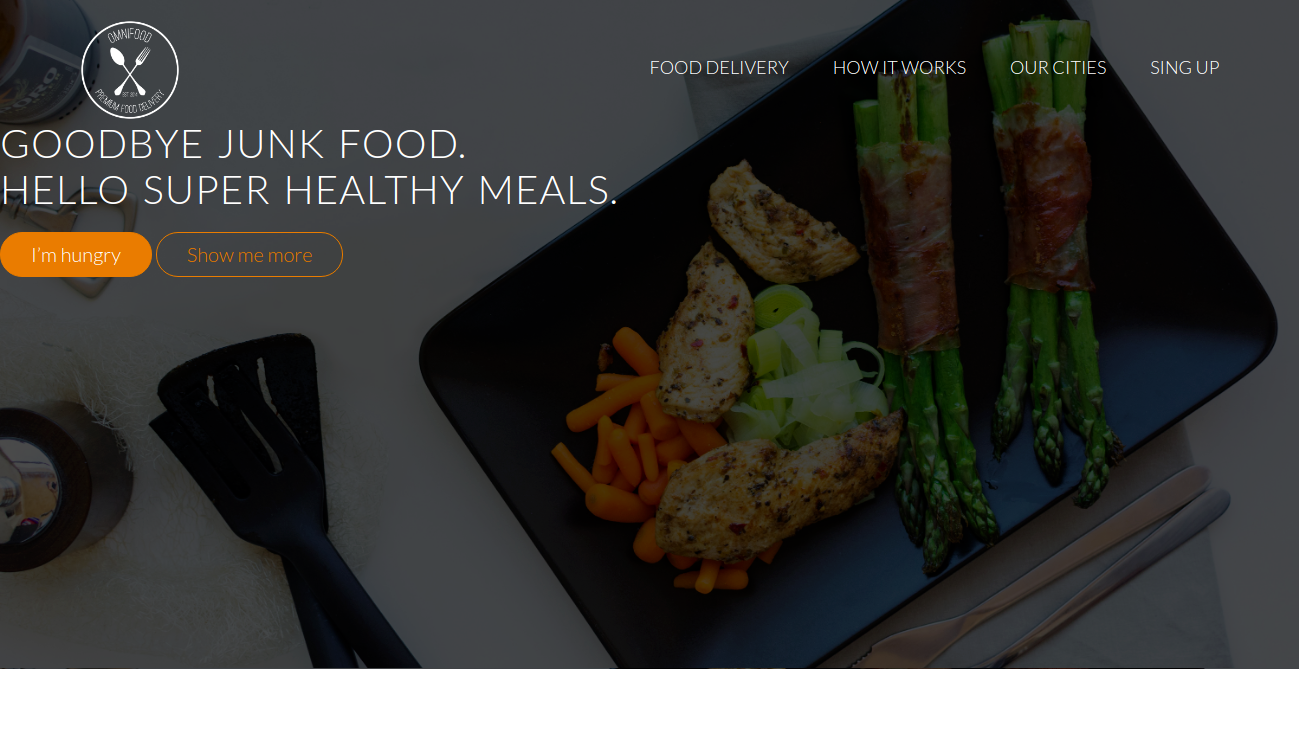 OMNIFOOD
EST 2014
PREMIUM FOOD DELIVERY
FOOD DELIVERY
HOW IT WORKS
OUR CITIES
SING UP
GOODBYE JUNK FOOD.
HELLO SUPER HEALTHY MEALS.
I'm hungry
Show me more